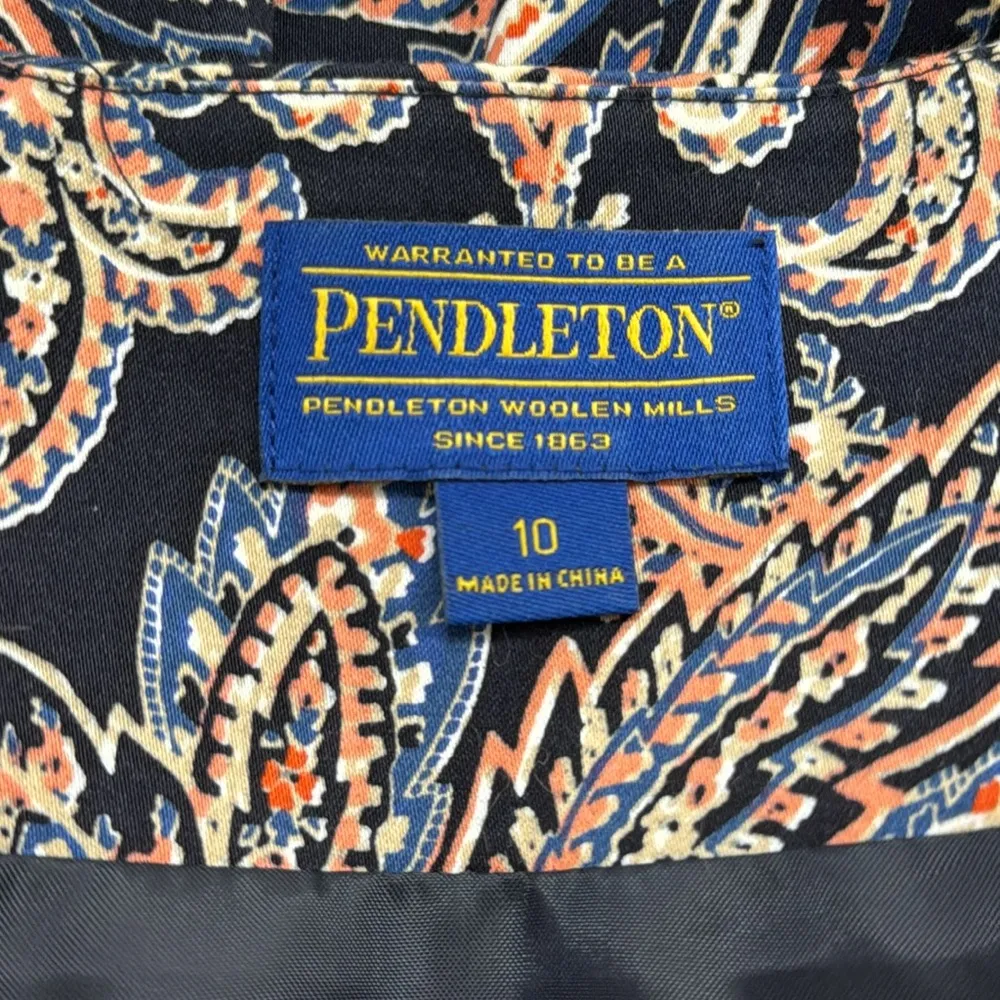 WARRANTED TO BE A
PENDLETON®
PENDLETON WOOLEN MILLS
SINCE 1863
10
MADE IN CHINA